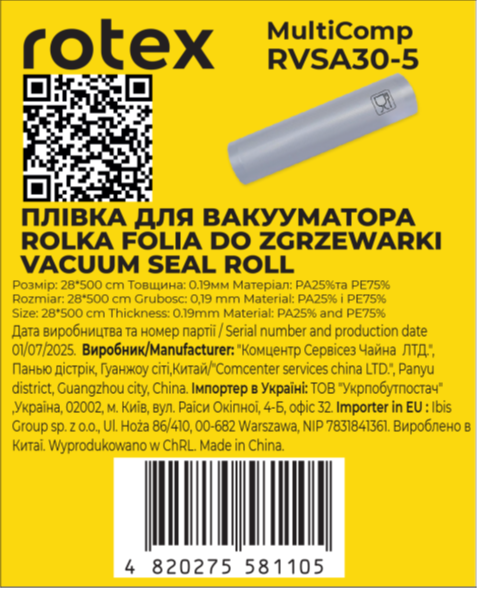 rotex
MultiComp
RVSA30-5
ПЛІВКА ДЛЯ ВАКУУМАТОРА
ROLKA FOLIA DO ZGRZEWARKI
VACUUM SEAL ROLL
Розмір: 28*500 cm Товщина: 0.19мм Матеріал: PA25%та PE75%
Rozmiar: 28*500 cm Grubosc: 0,19 mm Material: PA25% i PE75%
Size: 28*500 cm Thickness: 0.19mm Material: PA25% and PE75%
Дата виробництва та номер партії / Serial number and production date
01/07/2025. Виробник/Manufacturer: "Комцентр Сервісез Чайна ЛТД.",
Панью дістрік, Гуанжоу сіті,Китай/"Comcenter services china LTD.", Panyu
district, Guangzhou city, China. Імпортер в Україні: ТОВ "Укрпобутпостач"
,Україна, 02002, м. Київ, вул. Раїси Окіпної, 4-Б, офіс 32. Importer in EU : Ibis
Group sp. z o.o., Ul. Hoża 86/410, 00-682 Warszawa, NIP 7831841361. Вироблено в
Китаї. Wyprodukowano w ChRL. Made in China.
4 820275 581105